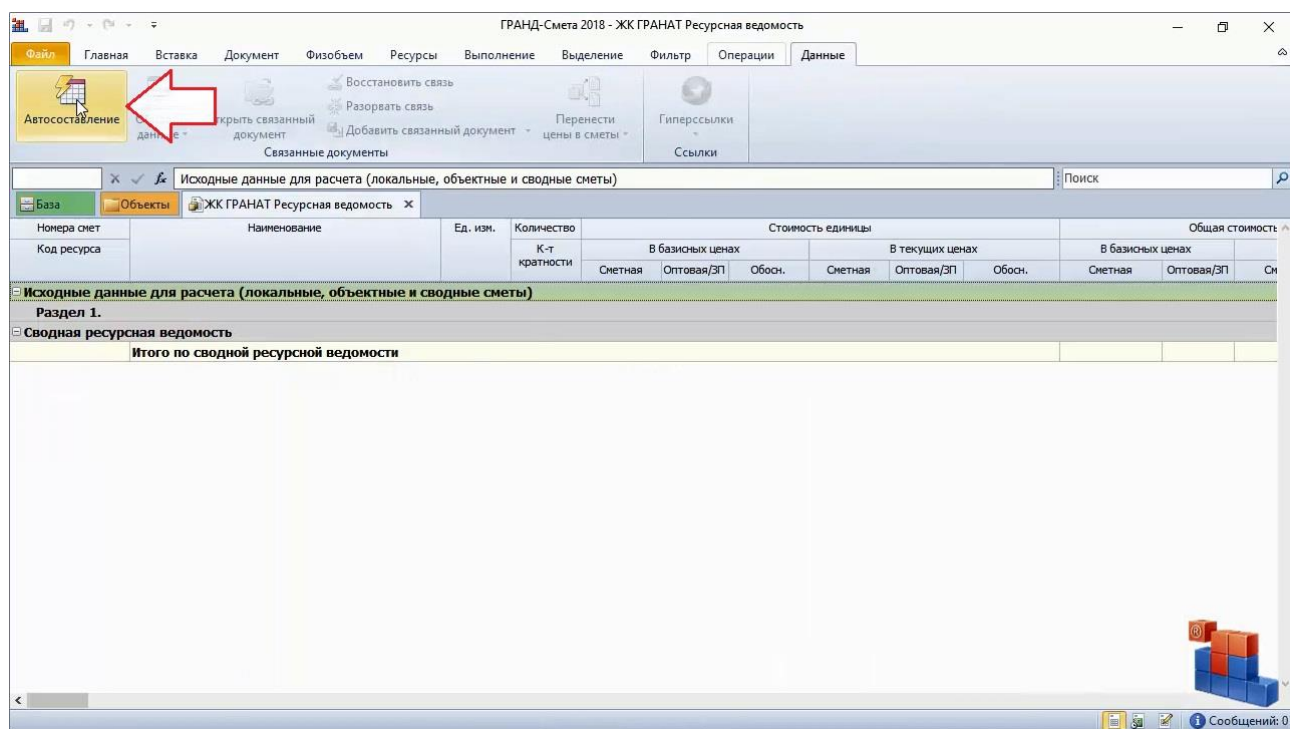 ГРАНД-Смета 2018 - ЖК ГРАНАТ Ресурсная ведомость
Файл Главная Вставка Документ Физобъем Ресурсы Выполнение Выделение Фильтр Операции Данные
Автосоставление
данные
документ
Восстановить связь
Разорвать связь
Добавить связанный документ
Перенести
цены в сметы
Гиперссылки
Связанные документы Ссылки
fx Исходные данные для расчета (локальные, объектные и сводные сметы) Поиск
База Объекты ЖК ГРАНАТ Ресурсная ведомость
Номера смет Наименование Ед. изм. Количество Стоимость единицы Общая стоимость
Код ресурса К-т В базисных ценах В текущих ценах В базисных ценах
кратности Сметная Оптовая/ЗП Обосн. Сметная Оптовая/ЗП Обосн. Сметная Оптовая/ЗП См
Исходные данные для расчета (локальные, объектные и сводные сметы)
Раздел 1.
Сводная ресурсная ведомость
Итого по сводной ресурсной ведомости
®
Сообщений: 0